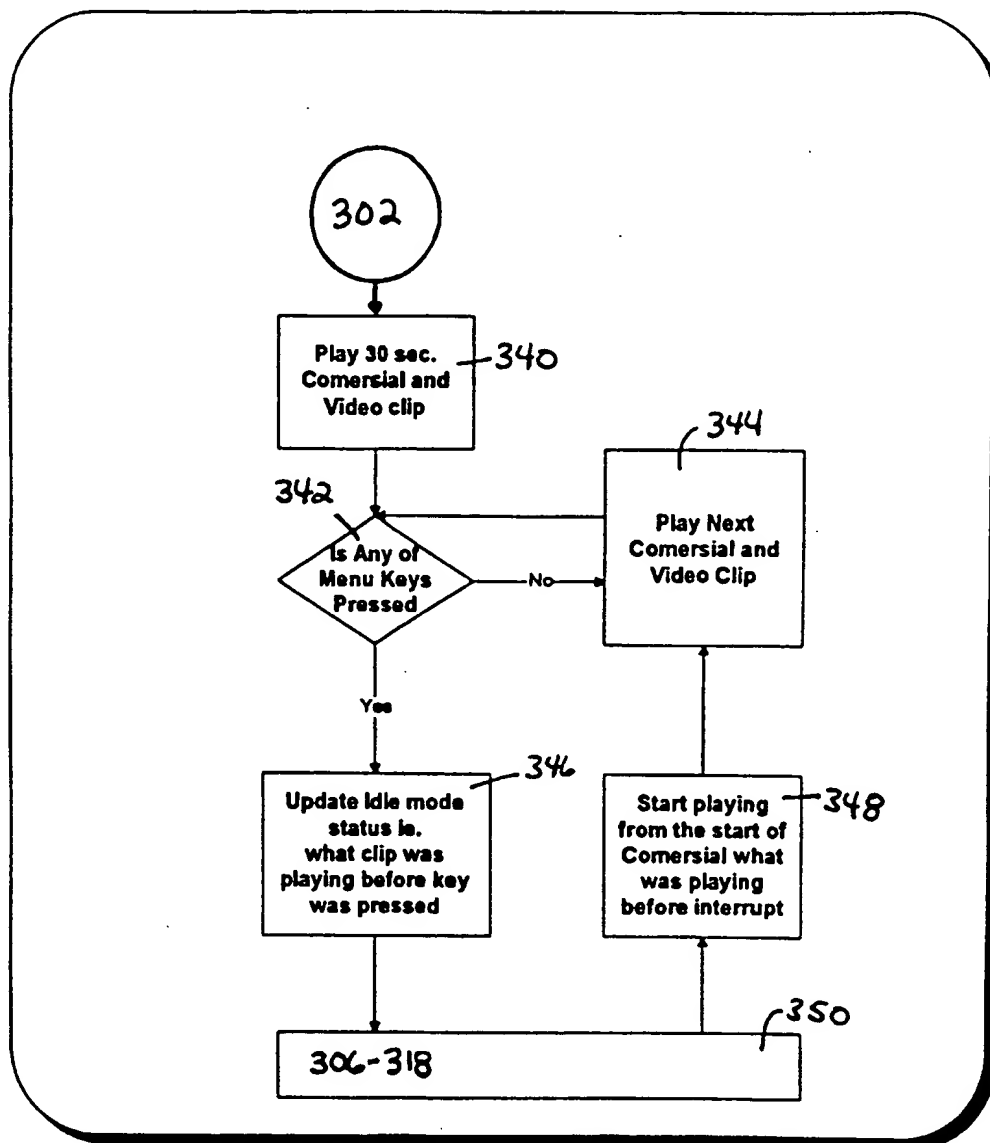 302
Play 30 sec.
Comersial and
Video clip
340
344
342
Is Any of
Menu Keys
Pressed
No
Play Next
Comersial and
Video Clip
Yes
346
Update Idle mode
status ie.
what clip was
playing before key
was pressed
348
Start playing
from the start of
Comersial what
was playing
before interrupt
350
306-318